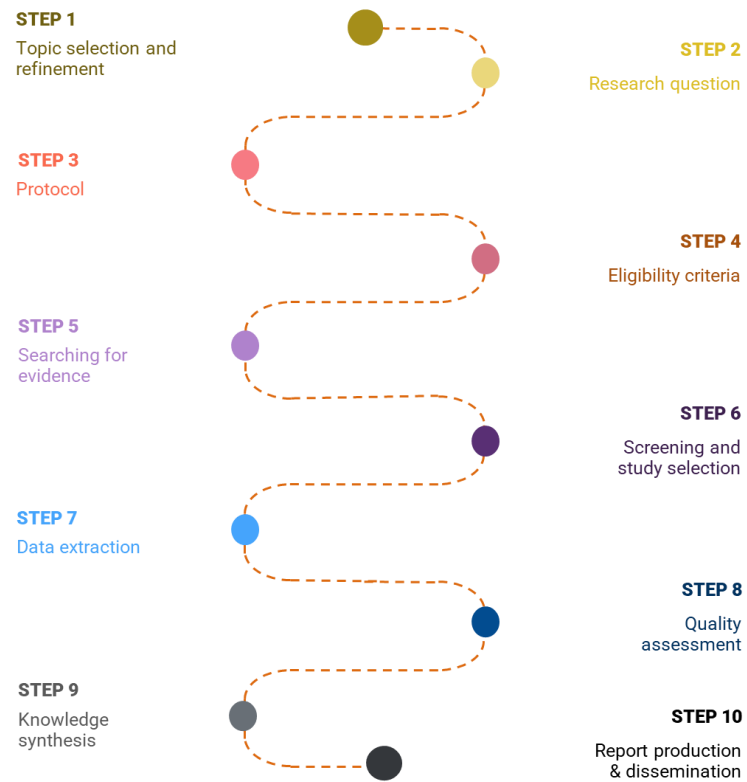 STEP 1
Topic selection and
refinement
STEP 2
Research question
STEP 3
Protocol
STEP 4
Eligibility criteria
STEP 5
Searching for
evidence
STEP 6
Screening and
study selection
STEP 7
Data extraction
STEP 8
Quality
assessment
STEP 9
Knowledge
synthesis
STEP 10
Report production
& dissemination